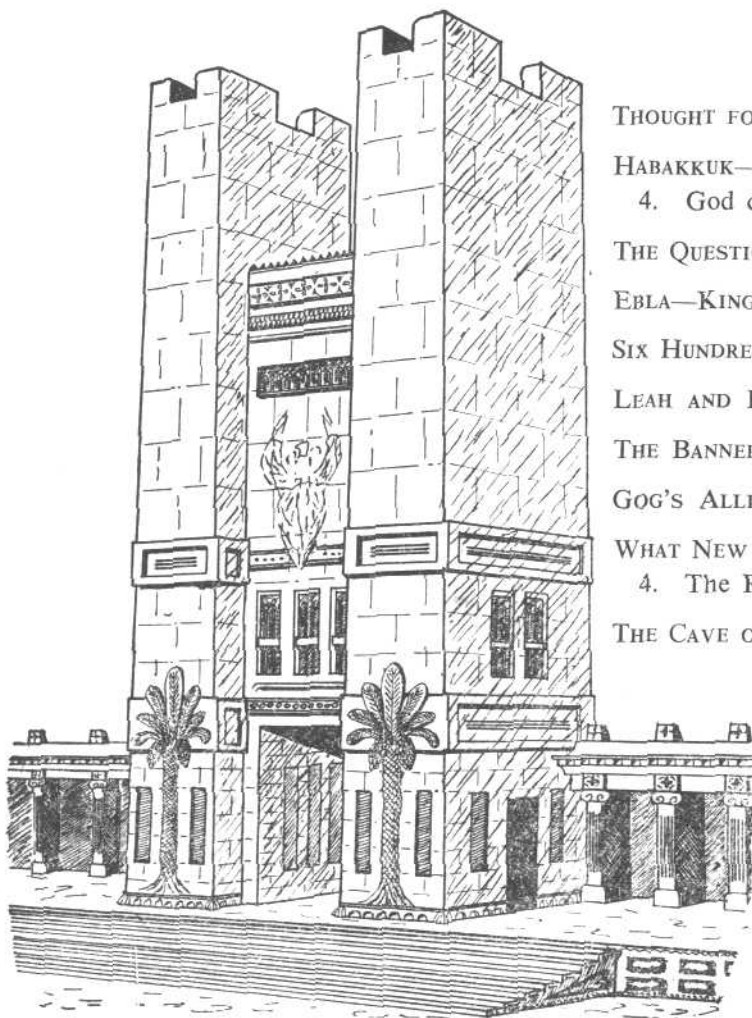 THOUGHT FO
HABAKKUK—
4. God
THE QUESTI
EBLA—KING
SIX HUNDRE
LEAH AND
THE BANNE
GOG'S ALL
WHAT NEW
4. The
THE CAVE O